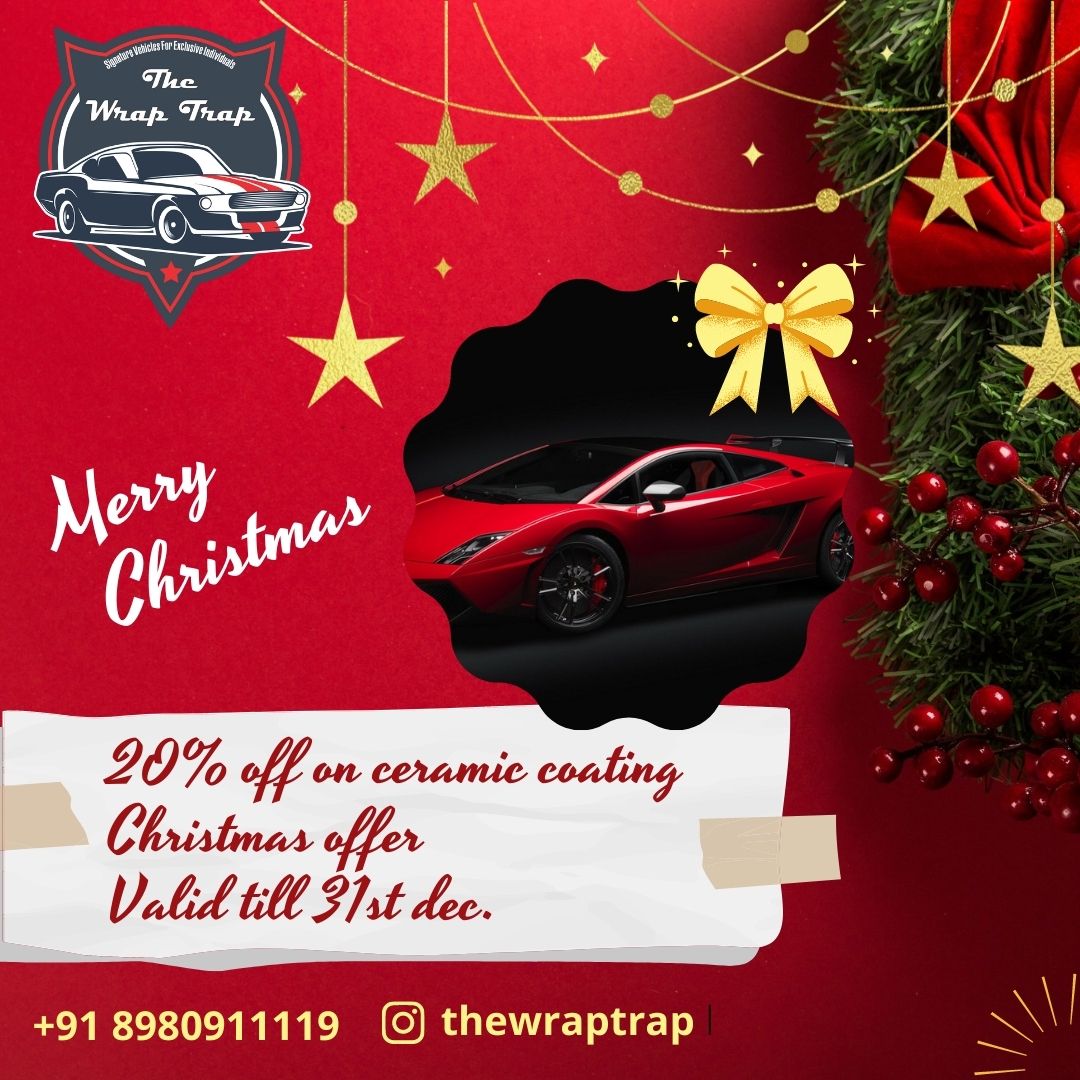 Signature Vehicles For Exclusive Individuals
The
Wrap Trap
Merry
Christmas
20% off on ceramic coating
Christmas offer
Valid till 31st dec.
+91 8980911119
thewraptrap